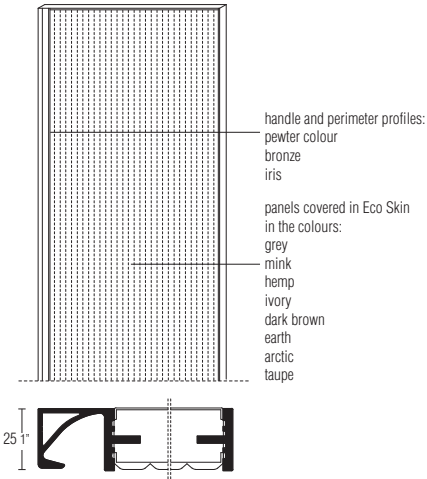 handle and perimeter profiles:
pewter colour
bronze
iris
panels covered in Eco Skin
in the colours:
grey
mink
hemp
ivory
dark brown
earth
arctic
taupe
25 1"